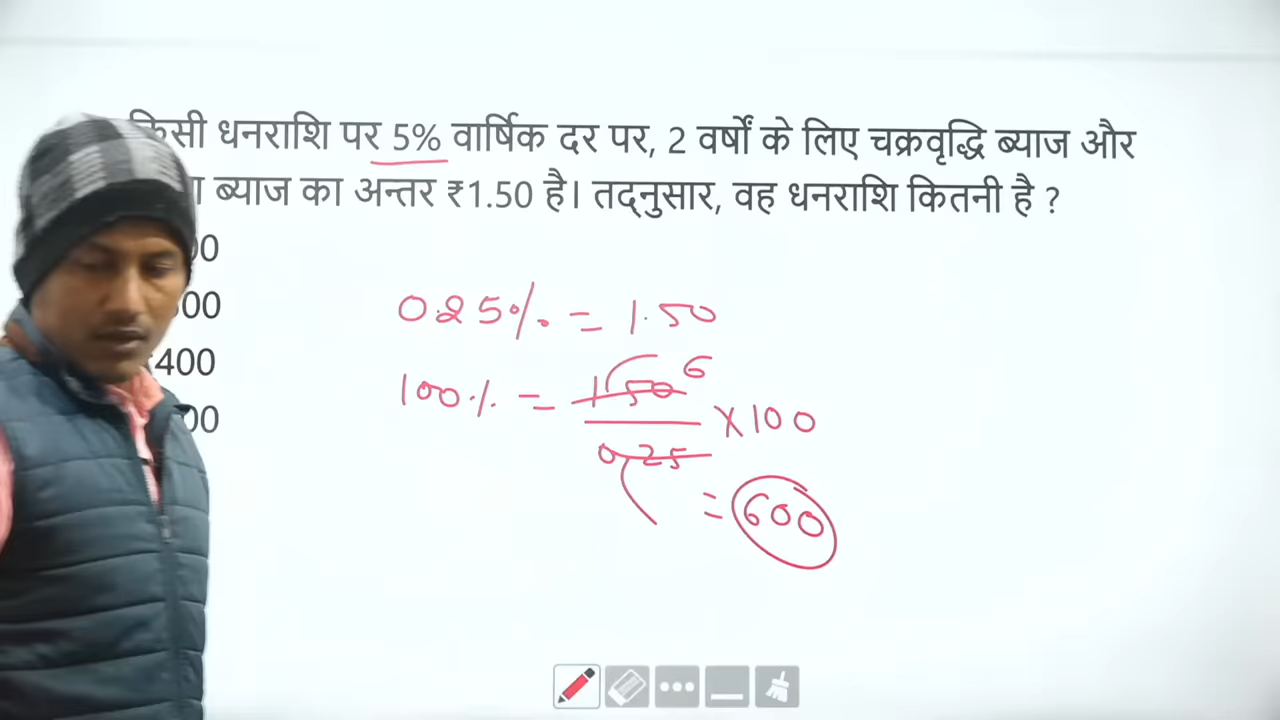 किसी धनराशि पर 5% वार्षिक दर पर, 2 वर्षों के लिए चक्रवृद्धि ब्याज और
ब्याज का अन्तर ₹1.50 है। तद्नुसार, वह धनराशि कितनी है ?
00
00
400
00
0.25% = 1.50
100% = 1.50 6
0.25
× 100
= 600